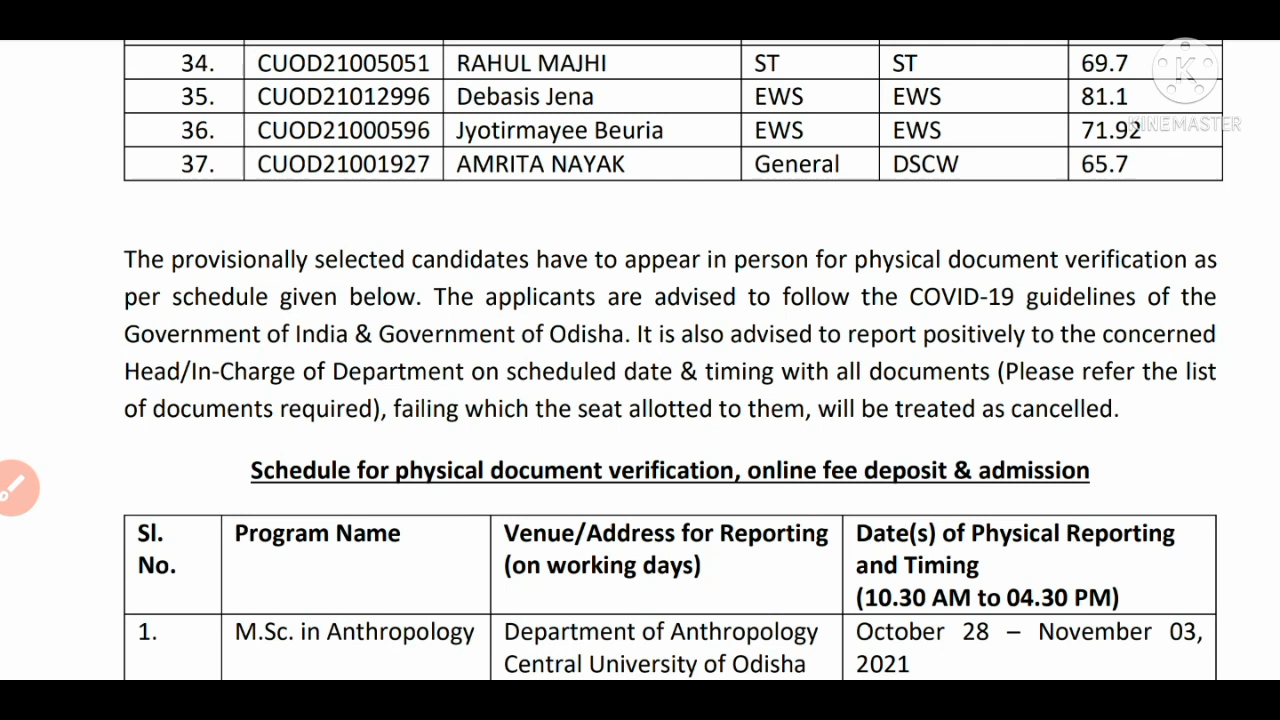 34. CUOD21005051 RAHUL MAJHI ST ST 69.7
35. CUOD21012996 Debasis Jena EWS EWS 81.1
36. CUOD21000596 Jyotirmayee Beuria EWS EWS 71.92
37. CUOD21001927 AMRITA NAYAK General DSCW 65.7
K
KINEMASTER
The provisionally selected candidates have to appear in person for physical document verification as
per schedule given below. The applicants are advised to follow the COVID-19 guidelines of the
Government of India & Government of Odisha. It is also advised to report positively to the concerned
Head/In-Charge of Department on scheduled date & timing with all documents (Please refer the list
of documents required), failing which the seat allotted to them, will be treated as cancelled.
Schedule for physical document verification, online fee deposit & admission
Sl. Program Name Venue/Address for Reporting Date(s) of Physical Reporting
No. (on working days) and Timing
(10.30 AM to 04.30 PM)
1. M.Sc. in Anthropology Department of Anthropology October 28 – November 03,
Central University of Odisha 2021